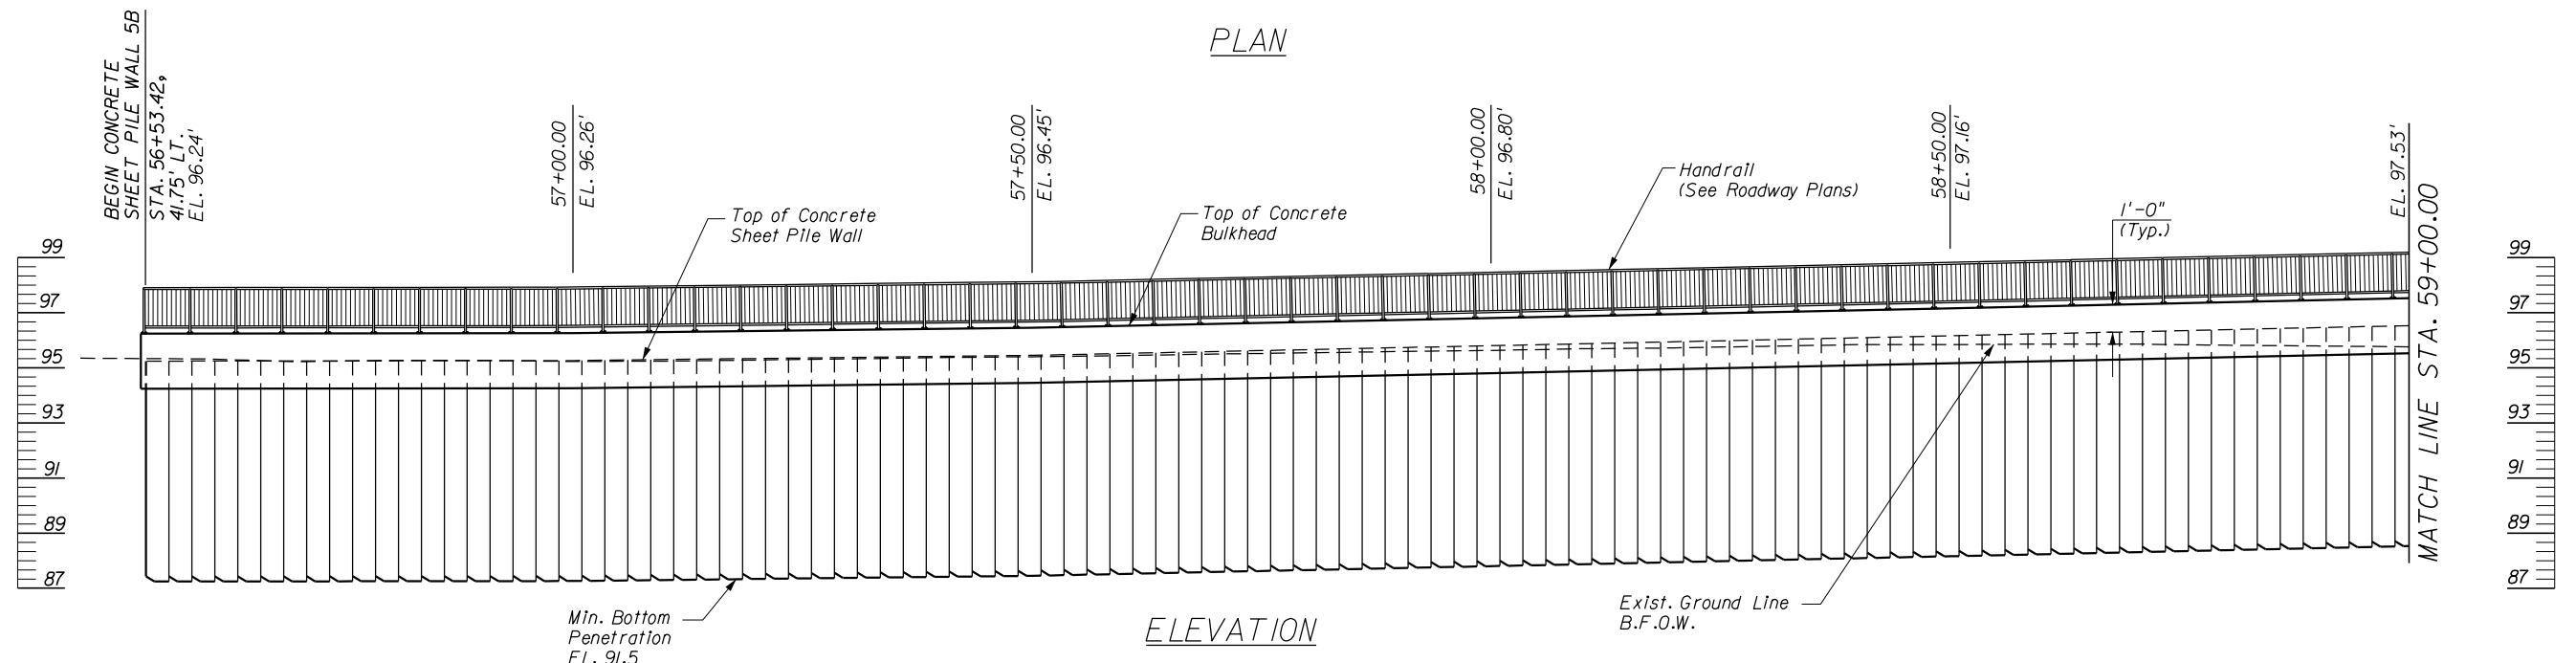 PLAN
BEGIN CONCRETE
SHEET PILE WALL 5B
STA. 56+53.42,
41.75' LT.
EL. 96.24'
57+00.00
EL. 96.26'
57+50.00
EL. 96.45'
58+00.00
EL. 96.80'
58+50.00
EL. 97.16'
EL. 97.53'
MATCH LINE STA. 59+00.00
Handrail
(See Roadway Plans)
Top of Concrete
Sheet Pile Wall
Top of Concrete
Bulkhead
1'-0"
(Typ.)
99
97
95
93
91
89
87
99
97
95
93
91
89
87
Min. Bottom
Penetration
EL. 91.5
Exist. Ground Line
B.F.O.W.
ELEVATION